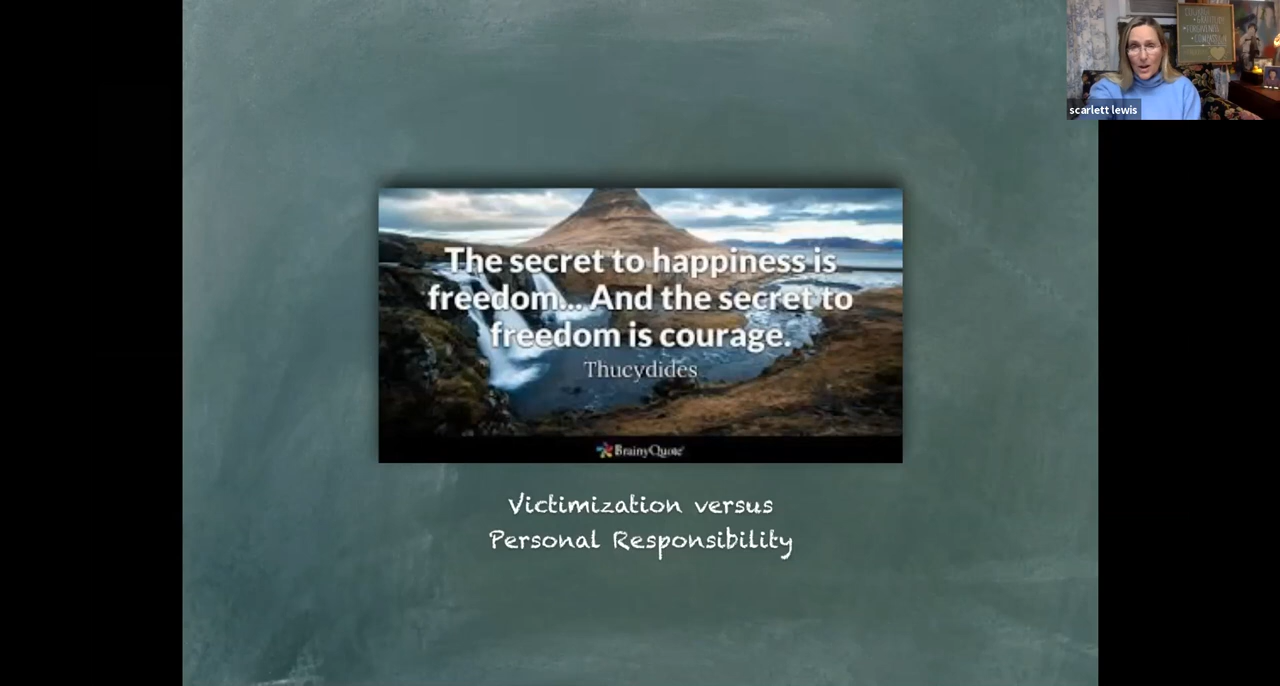 scarlett lewis
The secret to happiness is
freedom... And the secret to
freedom is courage.
Thucydides
BrainyQuote
Victimization versus
Personal Responsibility